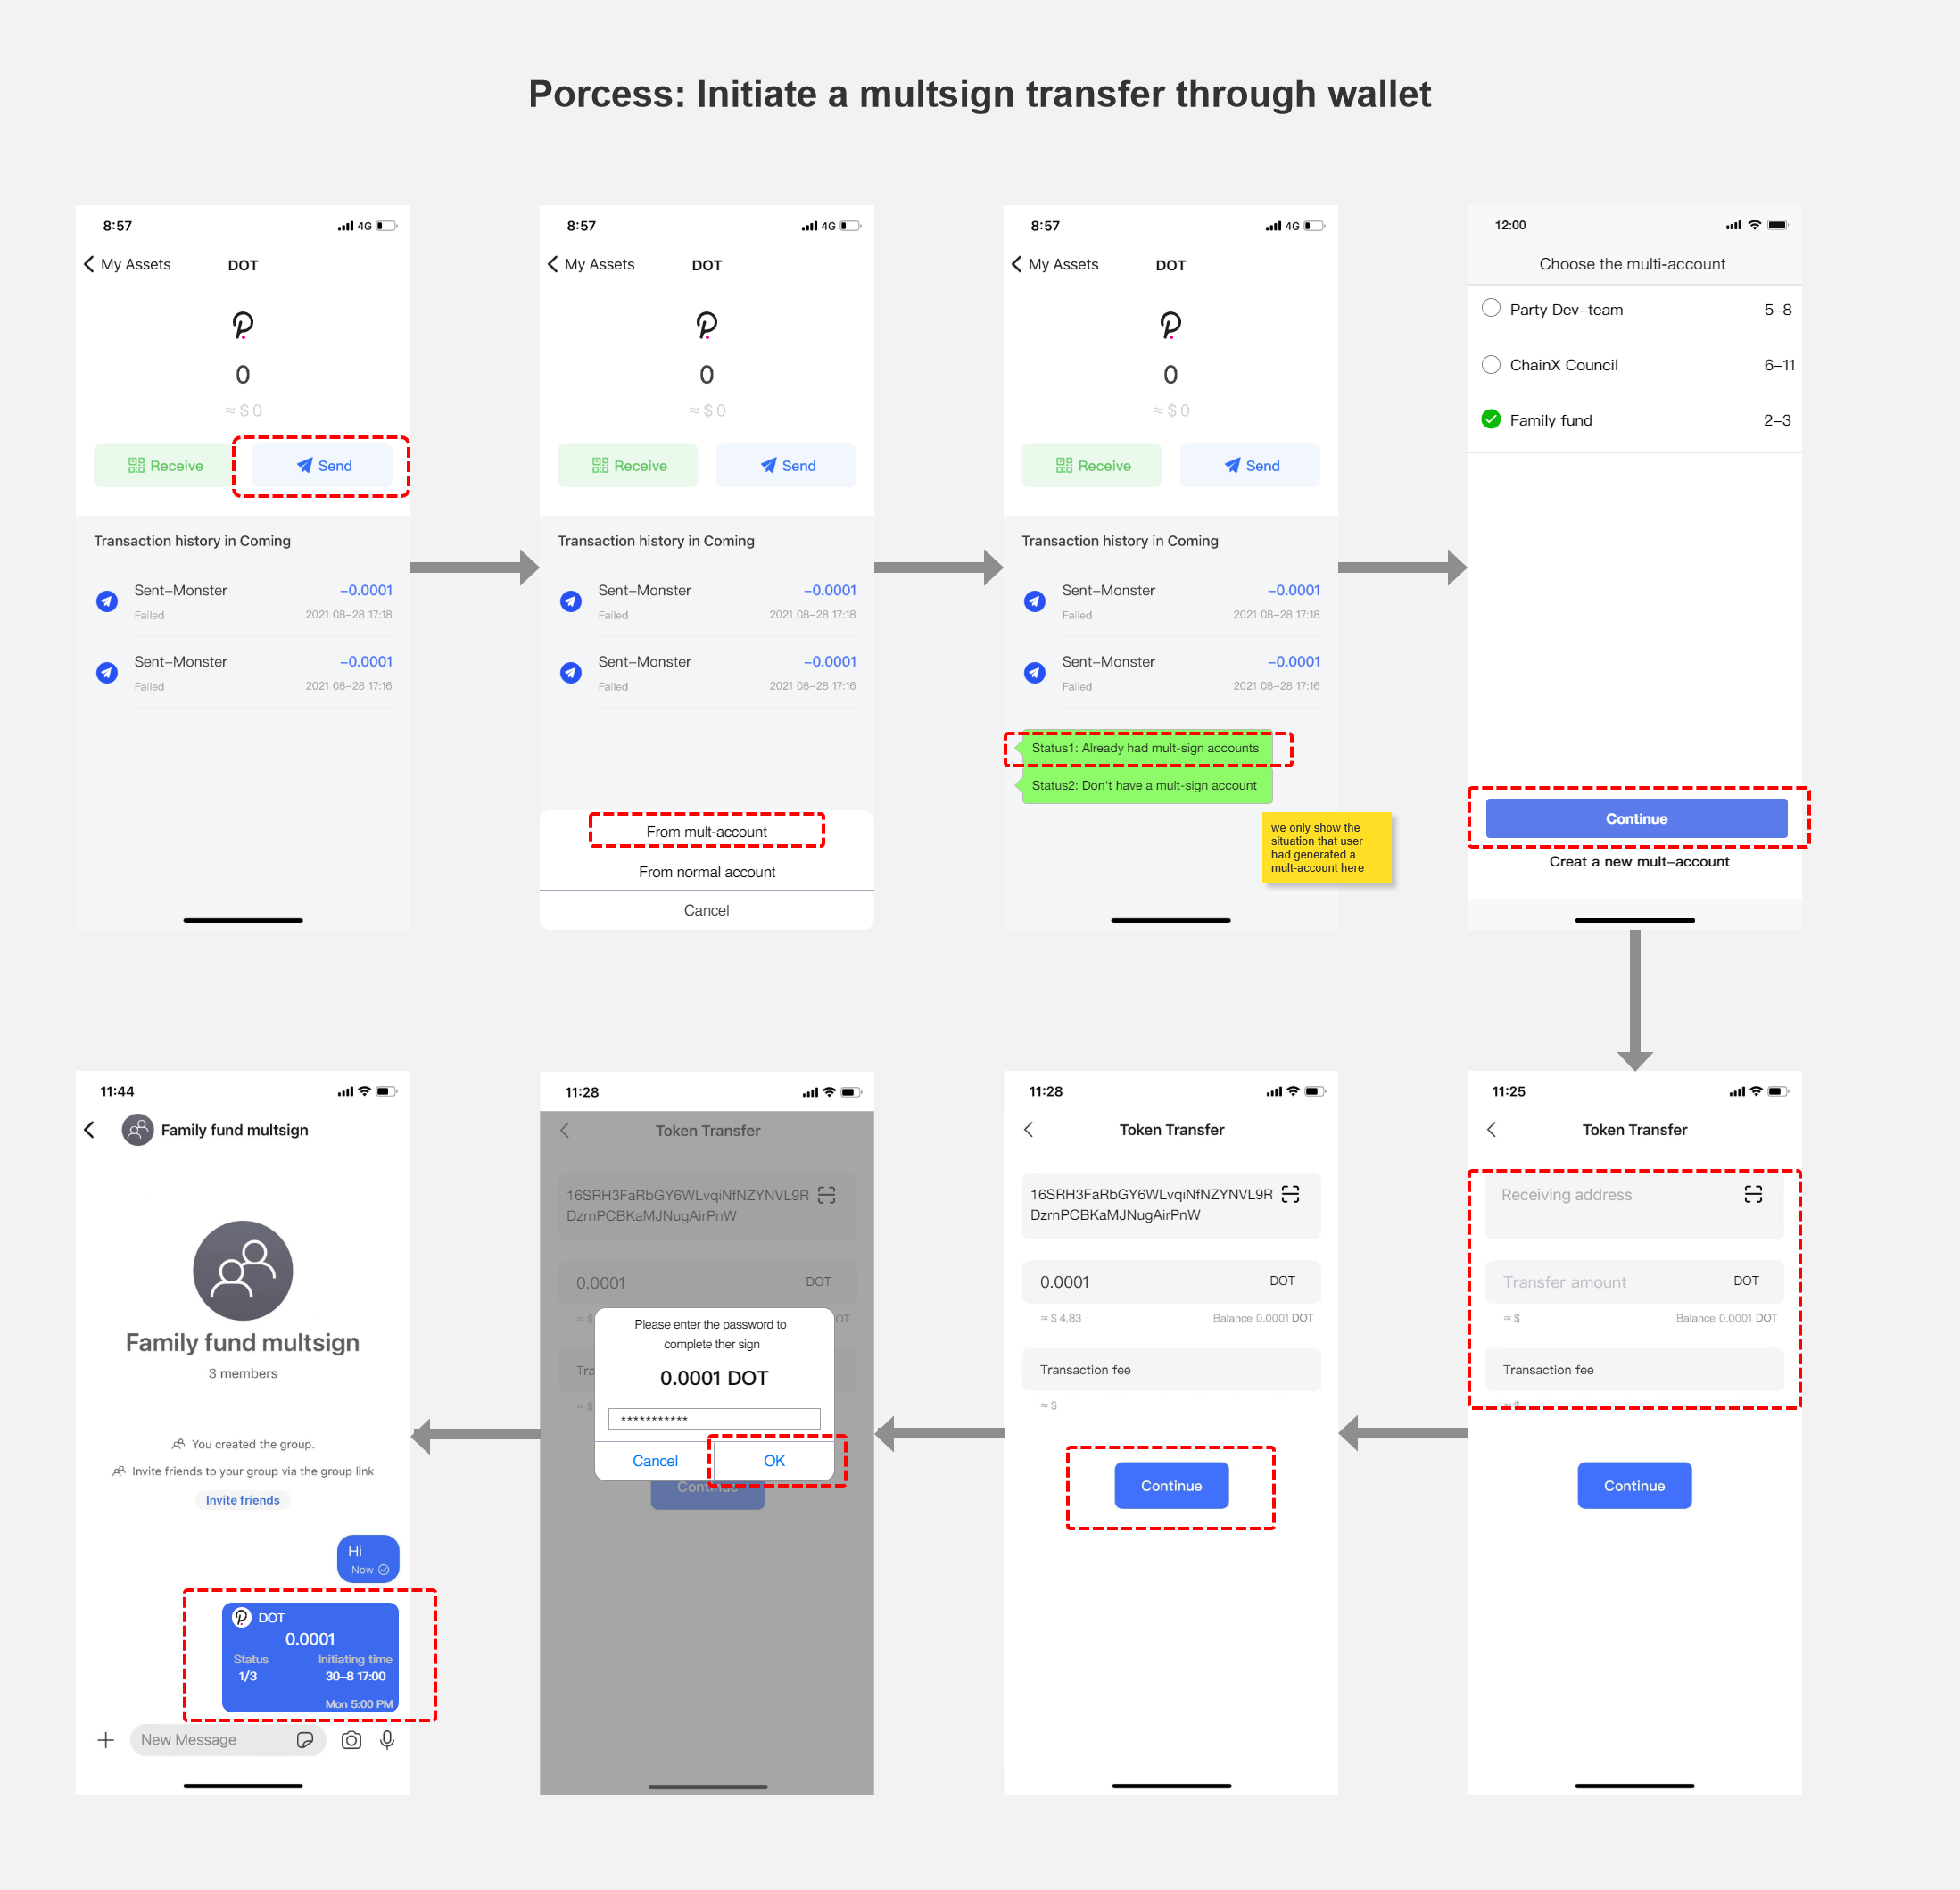 Porcess: Initiate a multsign transfer through wallet
8:57
4G
My Assets
DOT
0
≈ $ 0
Receive
Send
Transaction history in Coming
Sent–Monster
–0.0001
Failed
2021 08–28 17:18
Sent–Monster
–0.0001
Failed
2021 08–28 17:16
8:57
4G
My Assets
DOT
0
≈ $ 0
Receive
Send
Transaction history in Coming
Sent–Monster
–0.0001
Failed
2021 08–28 17:18
Sent–Monster
–0.0001
Failed
2021 08–28 17:16
From mult-account
From normal account
Cancel
8:57
4G
My Assets
DOT
0
≈ $ 0
Receive
Send
Transaction history in Coming
Sent–Monster
–0.0001
Failed
2021 08–28 17:18
Sent–Monster
–0.0001
Failed
2021 08–28 17:16
Status1: Already had mult-sign accounts
Status2: Don't have a mult-sign account
we only show the
situation that user
had generated a
mult-account here
12:00
Choose the multi-account
Party Dev–team
5–8
ChainX Council
6–11
Family fund
2–3
Continue
Creat a new mult–account
11:25
Token Transfer
Receiving address
Transfer amount
DOT
≈ $
Balance 0.0001 DOT
Transaction fee
≈ $
Continue
11:28
Token Transfer
16SRH3FaRbGY6WLvqiNfNZYNVL9R
DzrnPCBKaMJNugAirPnW
0.0001
DOT
≈ $ 4.83
Balance 0.0001 DOT
Transaction fee
≈ $
Continue
11:28
Token Transfer
16SRH3FaRbGY6WLvqiNfNZYNVL9R
DzrnPCBKaMJNugAirPnW
0.0001
DOT
≈ $
OT
Please enter the password to
complete ther sign
Tra
0.0001 DOT
≈ $
***********
Cancel
OK
Continue
11:44
Family fund multsign
Family fund multsign
3 members
You created the group.
Invite friends to your group via the group link
Invite friends
Hi
Now
DOT
0.0001
Status
Initiating time
1/3
30–8 17:00
Mon 5:00 PM
New Message